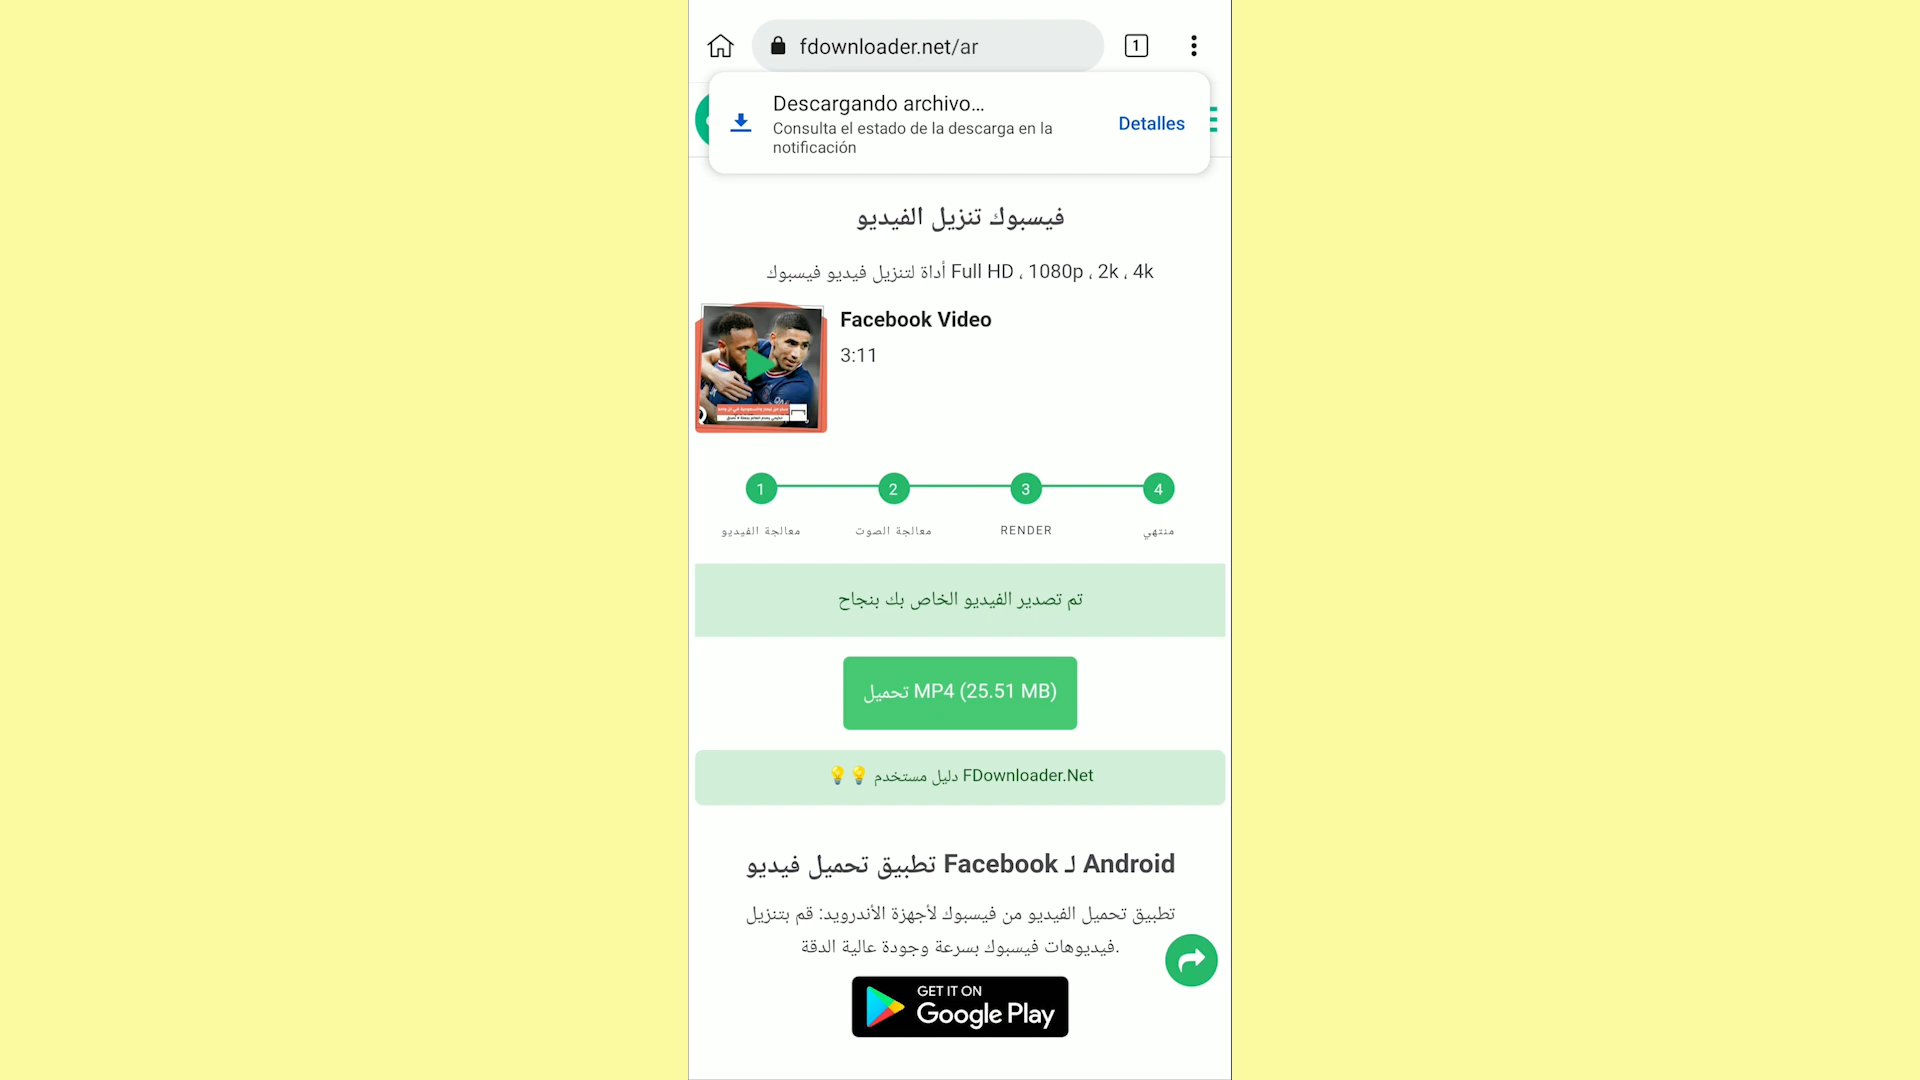 fdownloader.net/ar
1
Descargando archivo...
Consulta el estado de la descarga en la
notificación
Detalles
فيسبوك تنزيل الفيديو
أداة لتنزيل فيديو فيسبوك Full HD ، 1080p ، 2k ، 4k
Facebook Video
3:11
1
2
3
4
معالجة الفيديو
معالجة الصوت
RENDER
منتهي
تم تصدير الفيديو الخاص بك بنجاح
تحميل MP4 (25.51 MB)
💡💡 دليل مستخدم FDownloader.Net
تطبيق تحميل فيديو Facebook لـ Android
تطبيق تحميل الفيديو من فيسبوك لأجهزة الأندرويد: قم بتنزيل
فيديوهات فيسبوك بسرعة وجودة عالية الدقة.
GET IT ON
Google Play